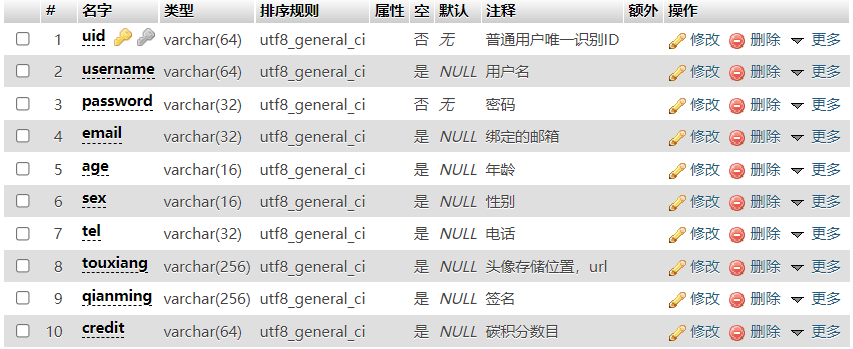 # 名字 类型 排序规则 属性 空 默认 注释 额外 操作
1 uid varchar(64) utf8_general_ci 否 无 普通用户唯一识别ID 修改 删除 更多
2 username varchar(64) utf8_general_ci 是 NULL 用户名 修改 删除 更多
3 password varchar(32) utf8_general_ci 否 无 密码 修改 删除 更多
4 email varchar(32) utf8_general_ci 是 NULL 绑定的邮箱 修改 删除 更多
5 age varchar(16) utf8_general_ci 是 NULL 年龄 修改 删除 更多
6 sex varchar(16) utf8_general_ci 是 NULL 性别 修改 删除 更多
7 tel varchar(32) utf8_general_ci 是 NULL 电话 修改 删除 更多
8 touxiang varchar(256) utf8_general_ci 是 NULL 头像存储位置，url 修改 删除 更多
9 qianming varchar(256) utf8_general_ci 是 NULL 签名 修改 删除 更多
10 credit varchar(64) utf8_general_ci 是 NULL 碳积分数目 修改 删除 更多